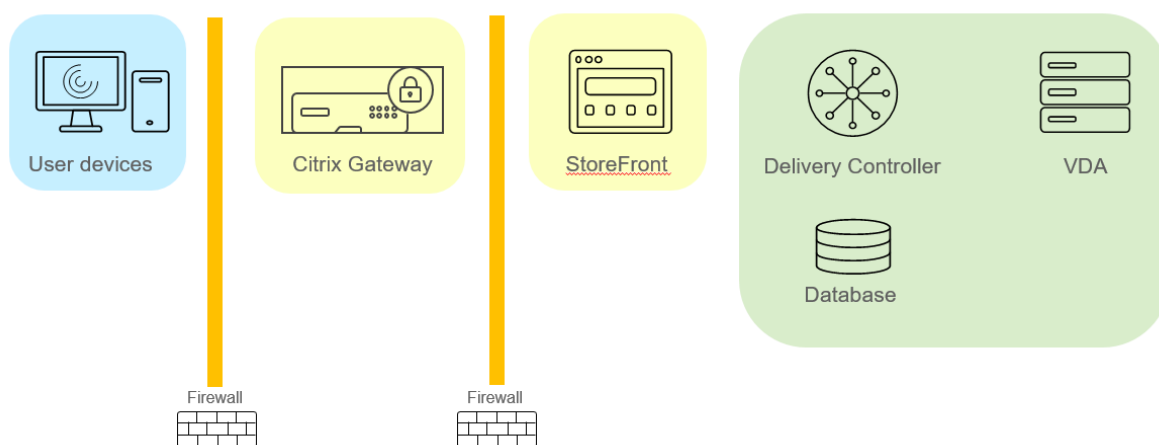 User devices
Citrix Gateway
StoreFront
Delivery Controller
VDA
Database
Firewall
Firewall